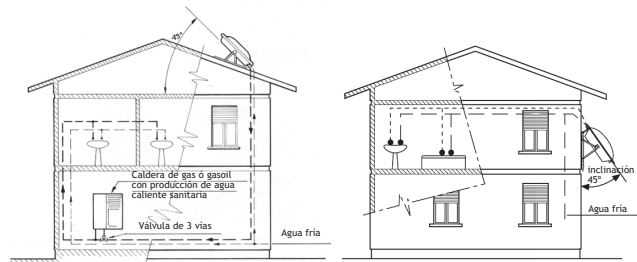 45°
Caldera de gas ó gasoil
con producción de agua
caliente sanitaria
Válvula de 3 vías
Agua fría
inclinación
45°
Agua fría